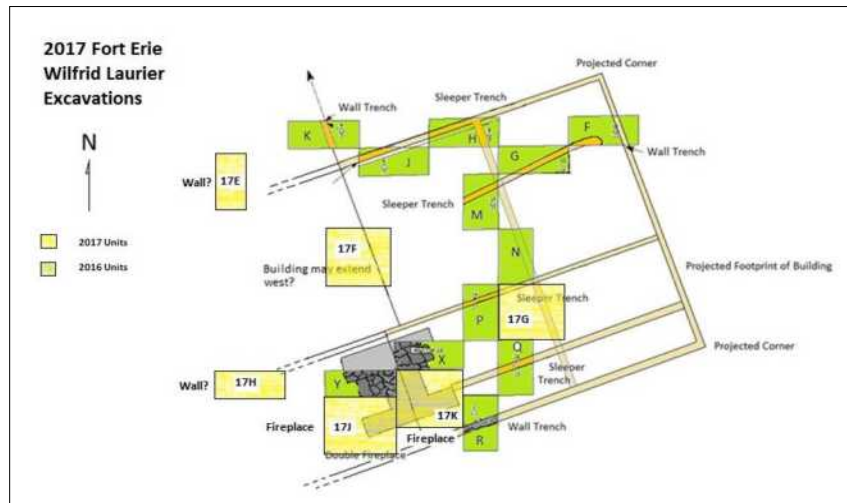 2017 Fort Erie
Wilfrid Laurier
Excavations
N
2017 Units
2016 Units
Projected Corner
Sleeper Trench
Wall Trench
K
H
F
J
G
Wall Trench
Wall?
17E
Sleeper Trench
M
17F
N
Building may extend
west?
Projected Footprint of Building
Sleeper
Trench
P
17G
Q
X
Projected Corner
Sleeper
Trench
Wall?
17H
Y
Fireplace
17J
17K
Fireplace
Wall Trench
R
Double Fireplace